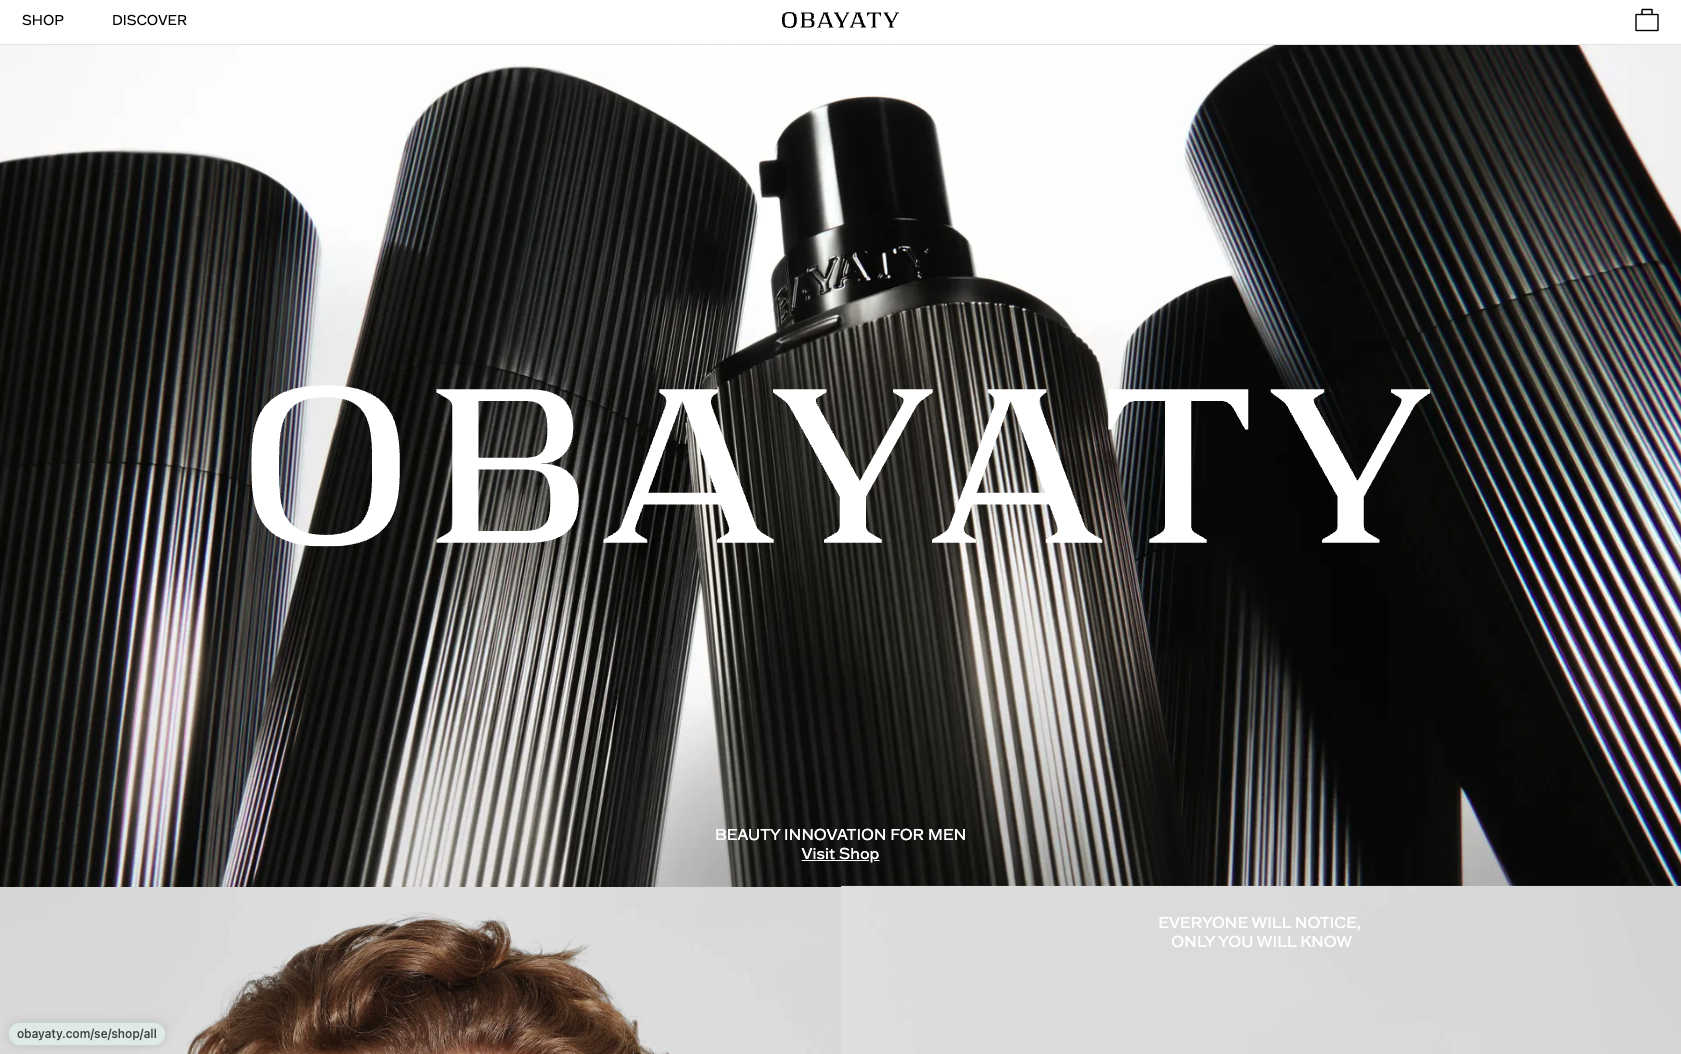 SHOP
DISCOVER
OBAYATY
OBAYATY
OBAYATY
BEAUTY INNOVATION FOR MEN
Visit Shop
EVERYONE WILL NOTICE,
ONLY YOU WILL KNOW
obayaty.com/se/shop/all